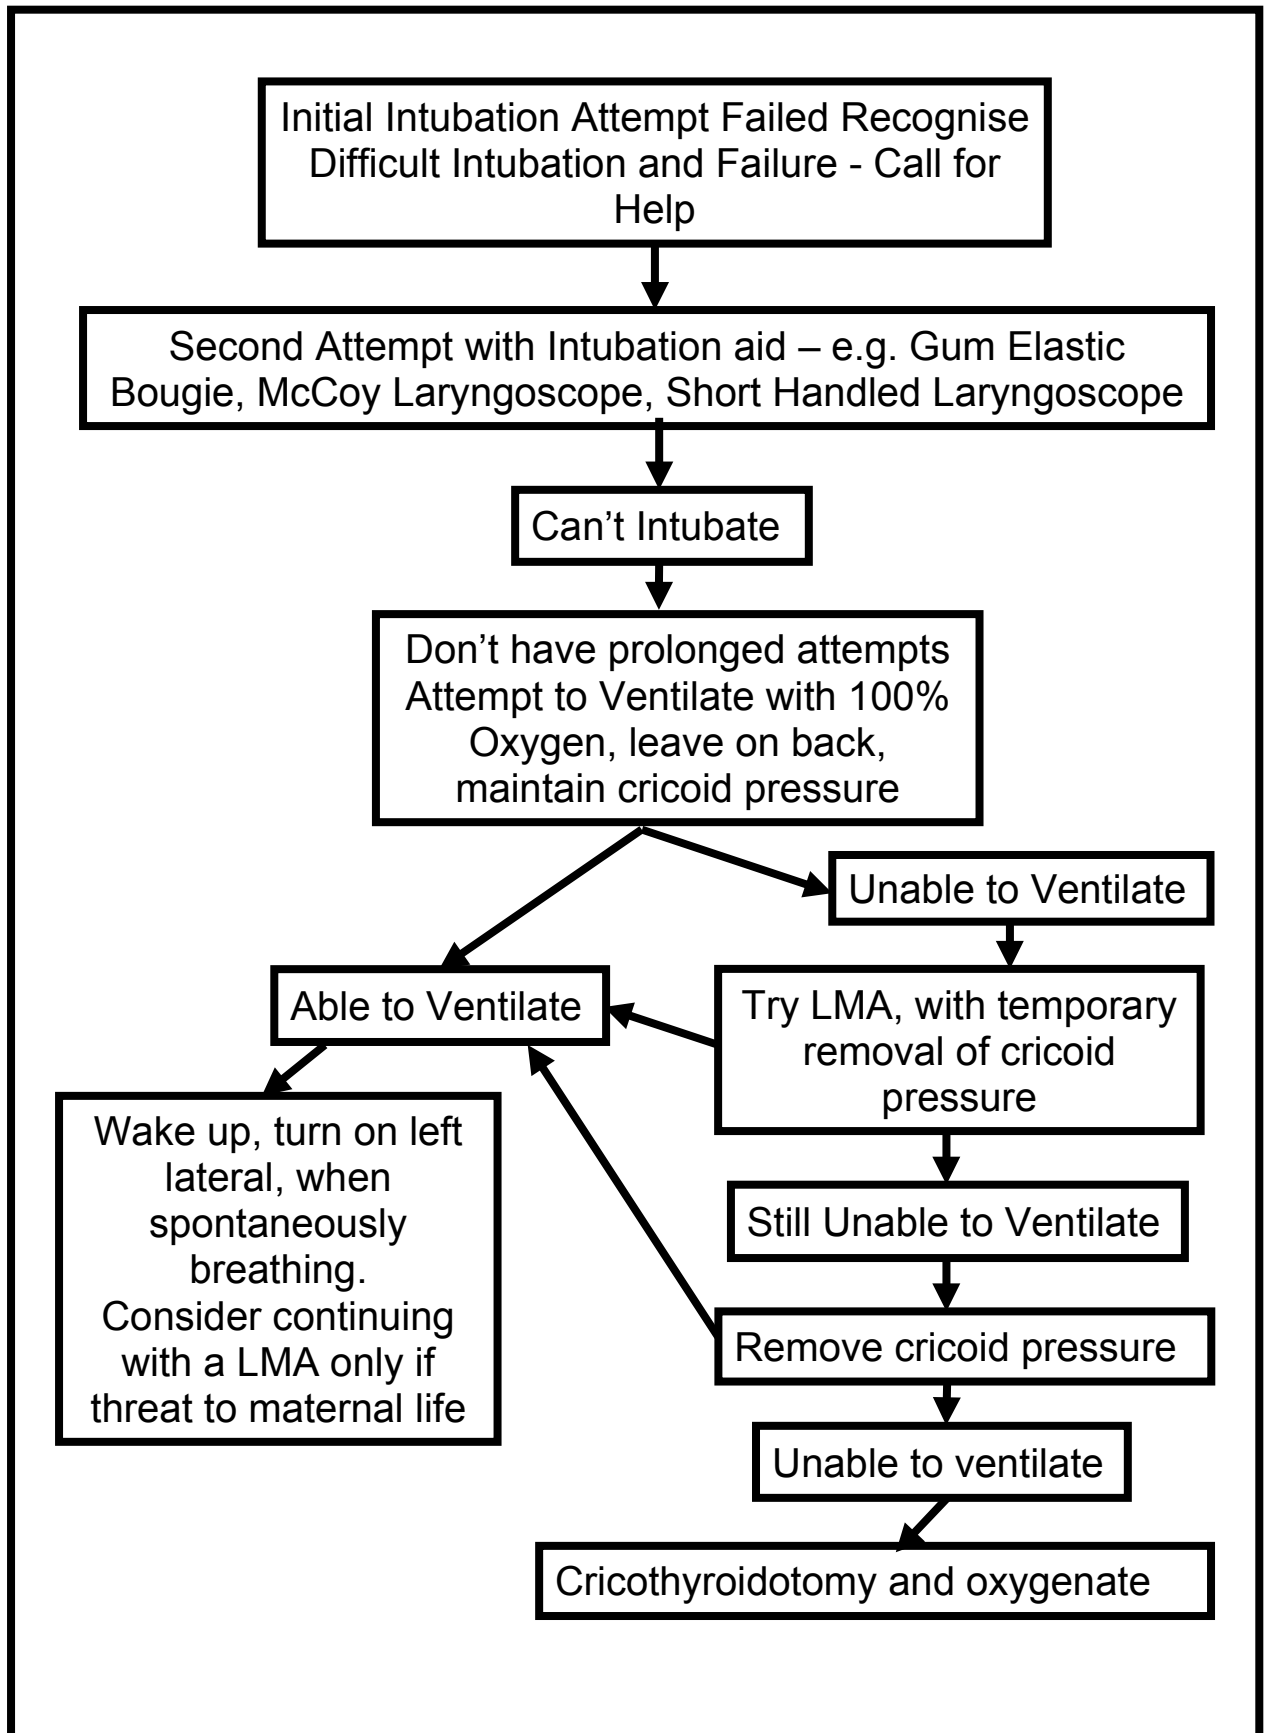 Initial Intubation Attempt Failed Recognise
Difficult Intubation and Failure - Call for
Help
Second Attempt with Intubation aid – e.g. Gum Elastic
Bougie, McCoy Laryngoscope, Short Handled Laryngoscope
Can’t Intubate
Don’t have prolonged attempts
Attempt to Ventilate with 100%
Oxygen, leave on back,
maintain cricoid pressure
Unable to Ventilate
Able to Ventilate
Try LMA, with temporary
removal of cricoid
pressure
Wake up, turn on left
lateral, when
spontaneously
breathing.
Consider continuing
with a LMA only if
threat to maternal life
Still Unable to Ventilate
Remove cricoid pressure
Unable to ventilate
Cricothyroidotomy and oxygenate